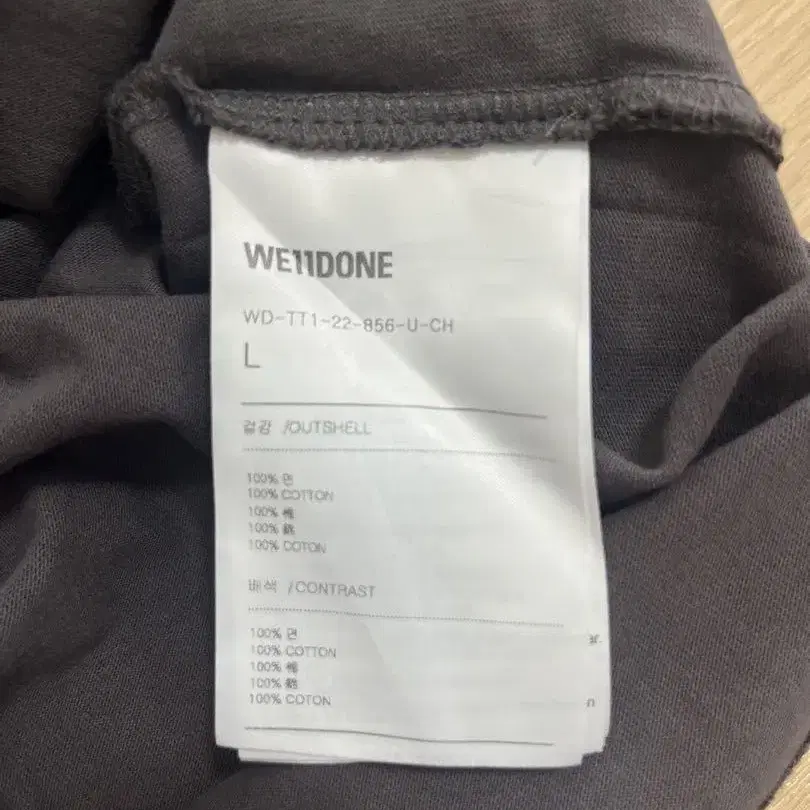 WE11DONE
WD-TT1-22-856-U-CH
L
겉감 /OUTSHELL
100% 면
100% COTTON
100% 棉
100% 綿
100% COTON
배색 /CONTRAST
100% 면
100% COTTON
100% 棉
100% 綿
100% COTON
ar.
n